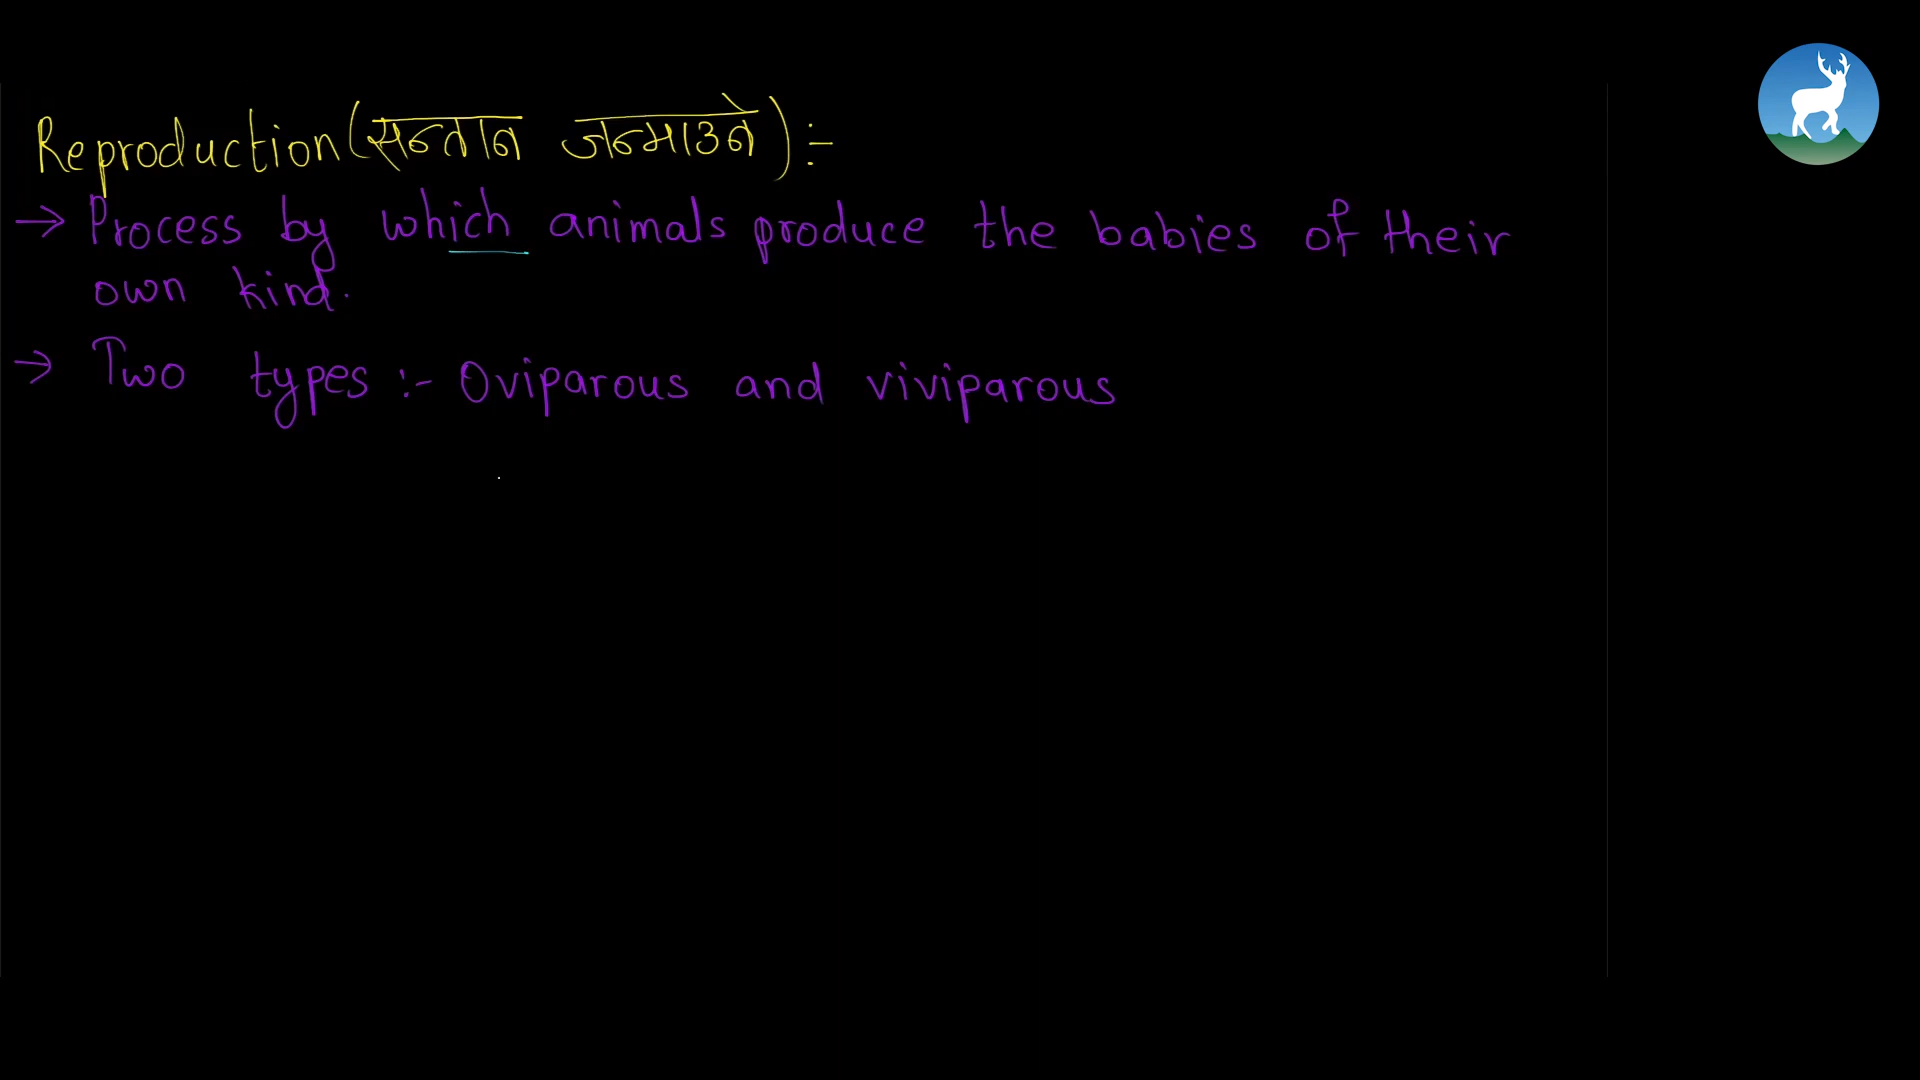 Reproduction(सन्तान जन्माउने):-
→ Process by which animals produce the babies of their
own kind.
→ Two types :- Oviparous and viviparous